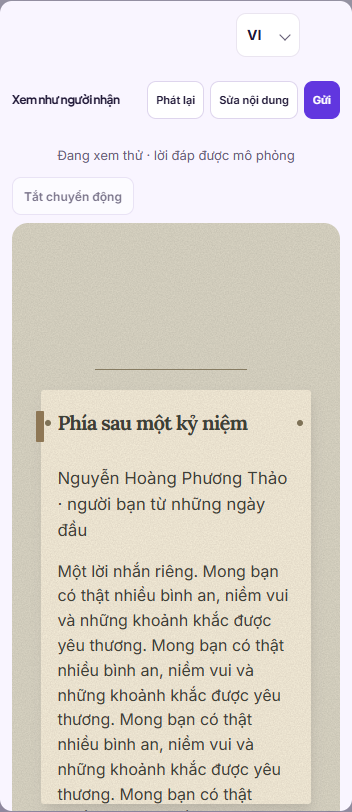 VI
Xem như người nhận
Phát lại
Sửa nội dung
Gửi
Đang xem thử · lời đáp được mô phỏng
Tắt chuyển động
Phía sau một kỷ niệm
Nguyễn Hoàng Phương Thảo
· người bạn từ những ngày
đầu
Một lời nhắn riêng. Mong bạn
có thật nhiều bình an, niềm vui
và những khoảnh khắc được
yêu thương. Mong bạn có thật
nhiều bình an, niềm vui và
những khoảnh khắc được yêu
thương. Mong bạn có thật
nhiều bình an, niềm vui và
những khoảnh khắc được yêu
thương. Mong bạn có thật